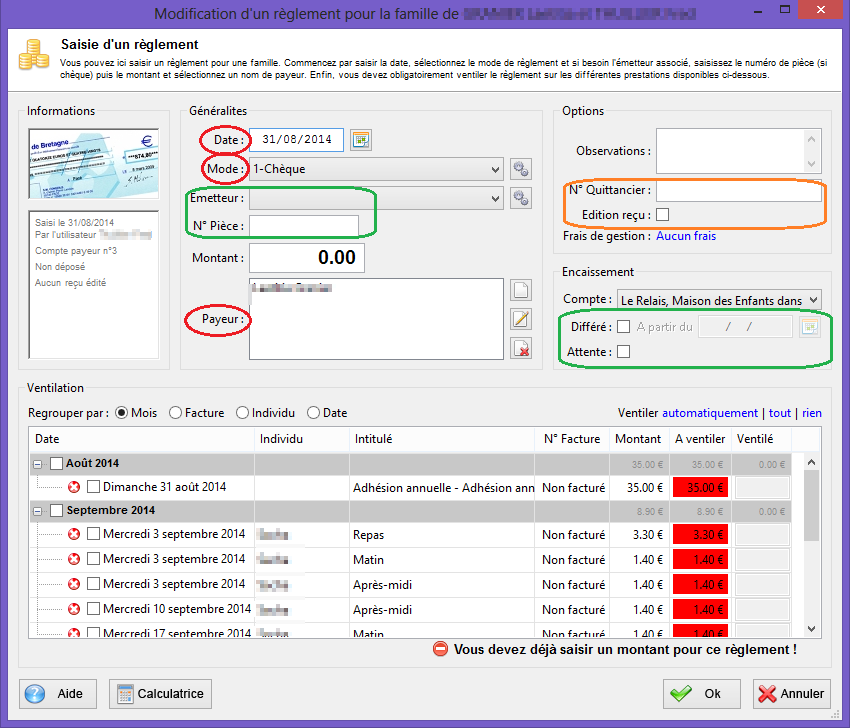 Modification d'un règlement pour la famille de
Saisie d'un règlement
Vous pouvez ici saisir un règlement pour une famille. Commencez par saisir la date, sélectionnez le mode de règlement et si besoin l'émetteur associé, saisissez le numéro de pièce (si
chèque) puis le montant et sélectionnez un nom de payeur. Enfin, vous devez obligatoirement ventiler le règlement sur les différentes prestations disponibles ci-dessous.
Informations
de Bretagne
Saisi le 31/08/2014
Par l'utilisateur
Compte payeur n°3
Non déposé
Aucun reçu édité
Généralites
Date : 31/08/2014
Mode : 1-Chèque
Emetteur :
N° Pièce :
Montant : 0.00
Payeur :
Options
Observations :
N° Quittancier :
Edition reçu :
Frais de gestion : Aucun frais
Encaissement
Compte : Le Relais, Maison des Enfants dans
Différé : A partir du / /
Attente :
Ventilation
Regrouper par : Mois Facture Individu Date
Ventiler automatiquement | tout | rien
Date Individu Intitulé N° Facture Montant A ventiler Ventilé
Août 2014 35.00 € 35.00 € 0.00 €
Dimanche 31 août 2014 Adhésion annuelle - Adhésion ann Non facturé 35.00 € 35.00 €
Septembre 2014 8.90 € 8.90 € 0.00 €
Mercredi 3 septembre 2014 Repas Non facturé 3.30 € 3.30 €
Mercredi 3 septembre 2014 Matin Non facturé 1.40 € 1.40 €
Mercredi 3 septembre 2014 Après-midi Non facturé 1.40 € 1.40 €
Mercredi 10 septembre 2014 Après-midi Non facturé 1.40 € 1.40 €
Mercredi 17 septembre 2014 Matin Non facturé 1.40 € 1.40 €
Vous devez déjà saisir un montant pour ce règlement !
Aide Calculatrice Ok Annuler